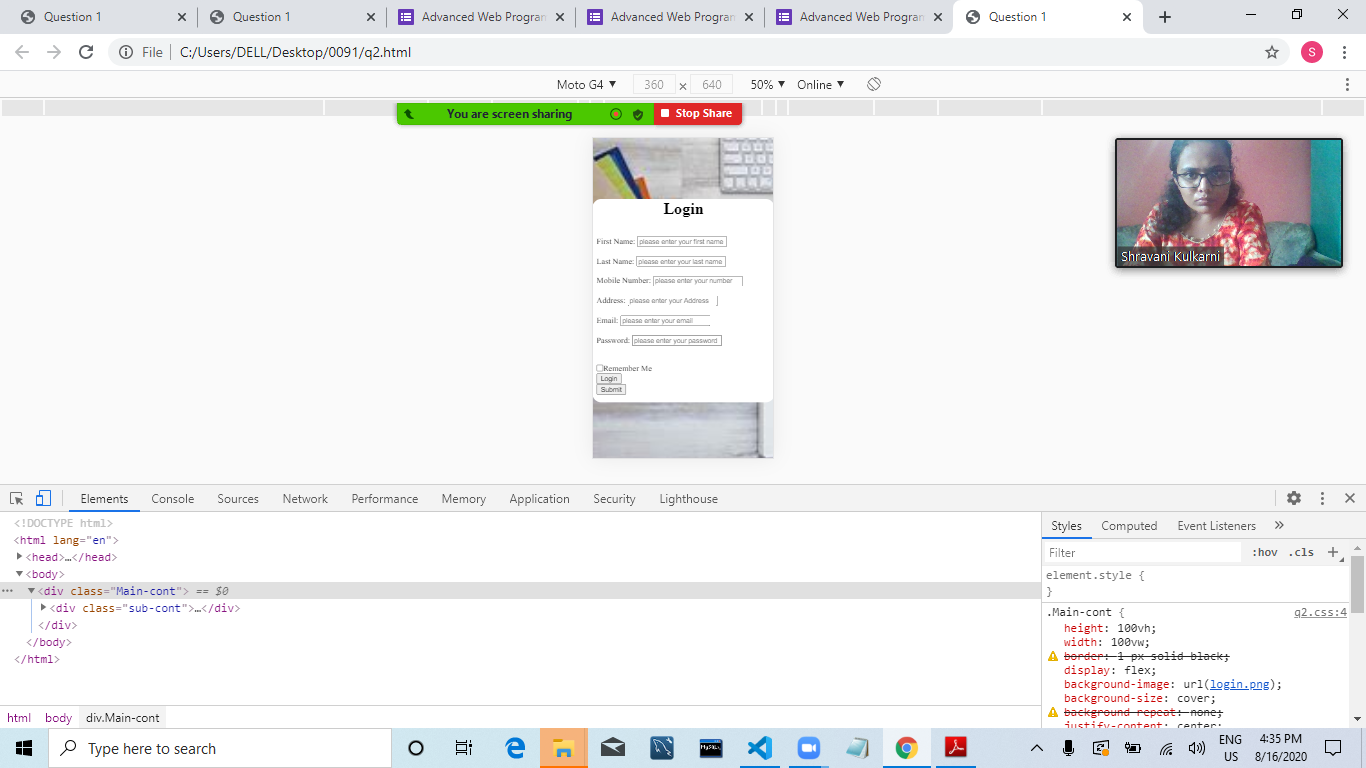 Question 1
Question 1
Advanced Web Program
Advanced Web Program
Advanced Web Program
Question 1
File C:/Users/DELL/Desktop/0091/q2.html
S
Moto G4 360 × 640 50% Online
You are screen sharing
Stop Share
Login
First Name: please enter your first name
Last Name: please enter your last name
Mobile Number: please enter your number
Address: please enter your Address
Email: please enter your email
Password: please enter your password
Remember Me
Login
Submit
Shravani Kulkarni
Elements Console Sources Network Performance Memory Application Security Lighthouse
<!DOCTYPE html>
<html lang="en">
<head>…</head>
<body>
<div class="Main-cont"> == $0
<div class="sub-cont">…</div>
</div>
</body>
</html>
html body div.Main-cont
Styles Computed Event Listeners »
Filter :hov .cls +
element.style {
}
.Main-cont { q2.css:4
height: 100vh;
width: 100vw;
border: 1 px solid black;
display: flex;
background-image: url(login.png);
background-size: cover;
background-repeat: none;
justify-content: center;
Type here to search
MySQL
ENG
US
4:35 PM
8/16/2020